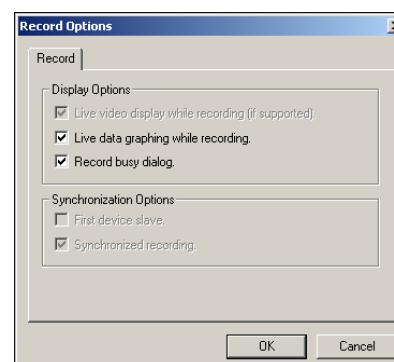 Record Options
Record
Display Options
Live video display while recording (if supported).
Live data graphing while recording.
Record busy dialog.
Synchronization Options
First device slave.
Synchronized recording.
OK
Cancel